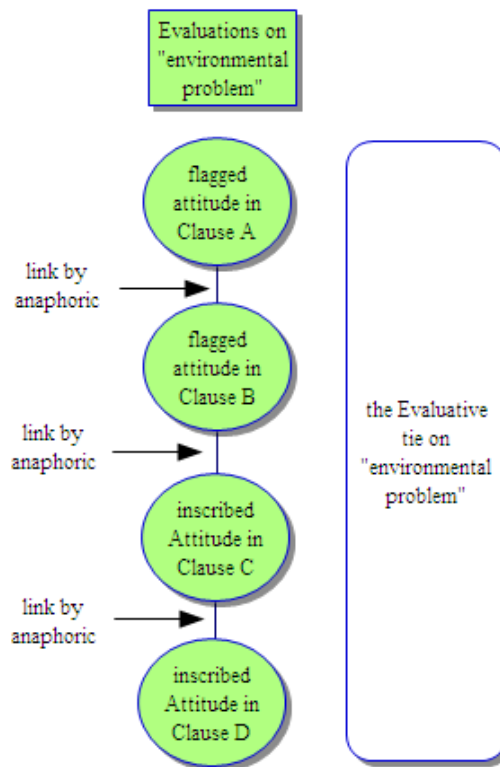 Evaluations on
"environmental
problem"
flagged
attitude in
Clause A
link by
anaphoric
flagged
attitude in
Clause B
link by
anaphoric
inscribed
Attitude in
Clause C
link by
anaphoric
inscribed
Attitude in
Clause D
the Evaluative
tie on
"environmental
problem"